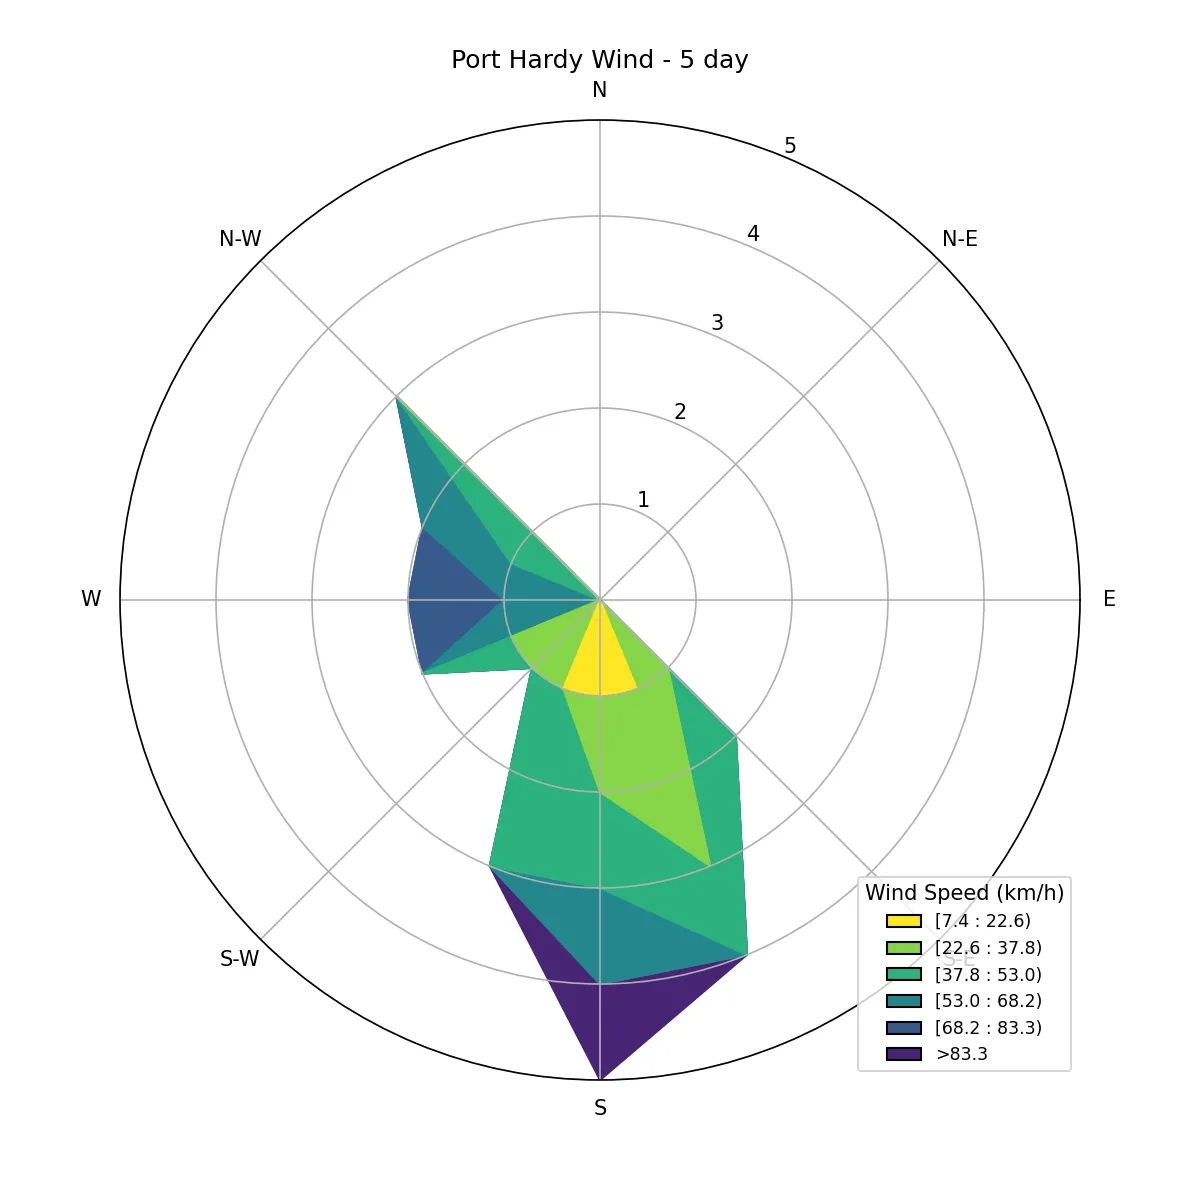 Port Hardy Wind - 5 day
N
5
N-W
4
N-E
3
2
1
W
E
Wind Speed (km/h)
[7.4 : 22.6)
[22.6 : 37.8)
S-W
S-E
[37.8 : 53.0)
[53.0 : 68.2)
[68.2 : 83.3)
>83.3
S